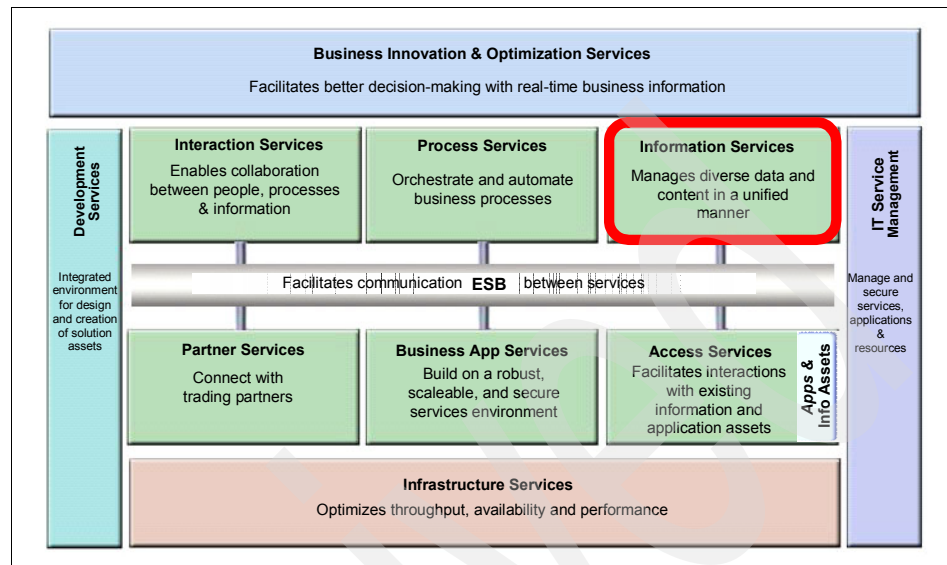 Business Innovation & Optimization Services
Facilitates better decision-making with real-time business information
Development
Services
Integrated
environment
for design
and creation
of solution
assets
Interaction Services
Enables collaboration
between people, processes
& information
Process Services
Orchestrate and automate
business processes
Information Services
Manages diverse data and
content in a unified
manner
IT Service
Management
Manage and
secure
services,
applications
&
resources
Facilitates communication ESB between services
Partner Services
Connect with
trading partners
Business App Services
Build on a robust,
scaleable, and secure
services environment
Access Services
Facilitates interactions
with existing
information and
application assets
Apps &
Info Assets
Infrastructure Services
Optimizes throughput, availability and performance